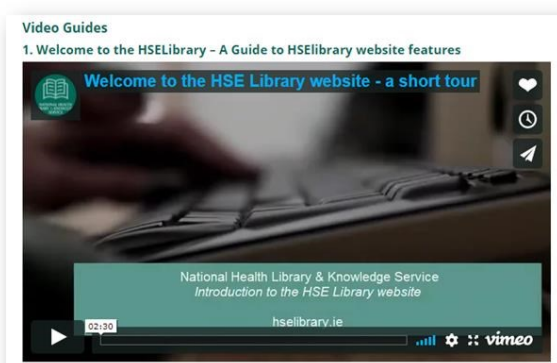 Video Guides
1. Welcome to the HSELibrary – A Guide to HSElibrary website features
Welcome to the HSE Library website - a short tour
National Health Library & Knowledge Service
Introduction to the HSE Library website
hselibrary.ie
02:30
vimeo